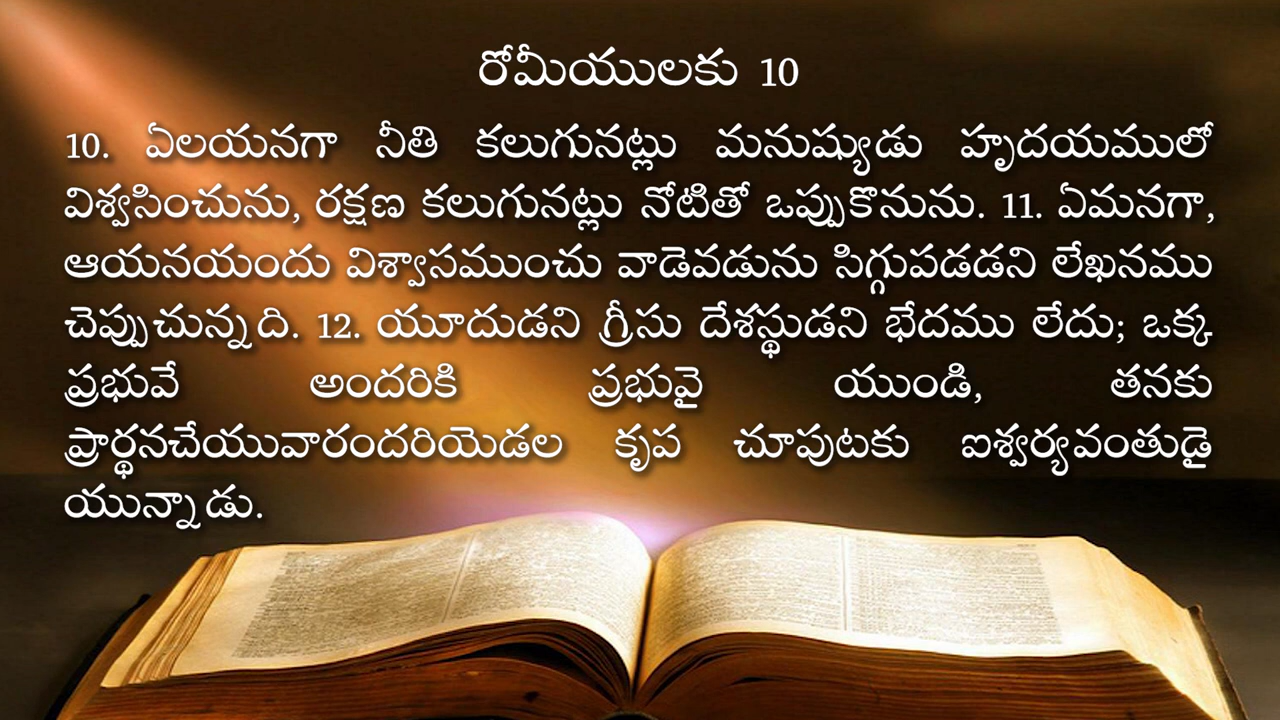 రోమీయులకు 10
10. ఏలయనగా నీతి కలుగునట్లు మనుష్యుడు హృదయములో
విశ్వసించును, రక్షణ కలుగునట్లు నోటితో ఒప్పుకొనును. 11. ఏమనగా,
ఆయనయందు విశ్వాసముంచు వాడెవడును సిగ్గుపడడని లేఖనము
చెప్పుచున్నది. 12. యూదుడని గ్రీసు దేశస్థుడని భేదము లేదు; ఒక్క
ప్రభువే అందరికి ప్రభువై యుండి, తనకు
ప్రార్థనచేయువారందరియెడల కృప చూపుటకు ఐశ్వర్యవంతుడై
యున్నాడు.